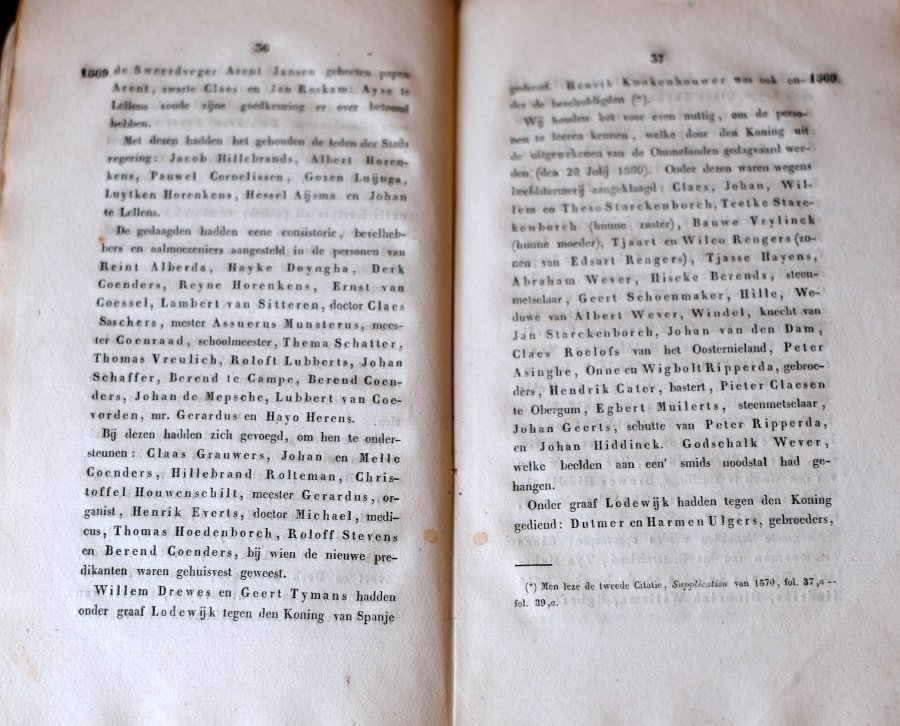 36
1569. de Sweerdveger Arent Jansen geheeten popen
Arent, zwarte Claes en Jan Roskam: Ayse te
Lellens zoude zijne goedkeuring er over betoond
hebben.
Met dezen hadden het gehouden de leden der Stads
regering: Jacob Hillebrands, Albert Horen-
kens, Pauwel Cornelissen, Gozen Luijnga,
Luytken Horenkens, Hessel Aijsma en Johan
te Lellens.
De gedaagden hadden eene consistorie, bevelheb-
bers en aalmoezeniers aangesteld in de personen van
Reint Alberda, Hayke Doyngha, Derk
Coenders, Reyne Horenkens, Ernst van
Coessel, Lambert van Sitteren, doctor Claes
Saschers, mester Assuerus Munsterus, mees-
ter Coenraad, schoolmeester, Thema Schatter,
Thomas Vreulich, Roloft Lubberts, Johan
Schaffer, Berend te Campe, Berend Coen-
ders, Johan de Mepsche, Lubbert van Coe-
vorden, mr. Gerardus en Hayo Herens.
Bij dezen hadden zich gevoegd, om hen te onder-
steunen: Claas Grauwers, Johan en Melle
Coenders, Hillebrand Rolteman, Chris-
toffel Houwenschilt, meester Gerardus, or-
ganist, Henrik Everts, doctor Michael, medi-
cus, Thomas Hoedenborch, Roloff Stevens
en Berend Coenders, bij wien de nieuwe pre-
dikanten waren gehuisvest geweest.
Willem Drewes en Geert Tymans hadden
onder graaf Lodewijk tegen den Koning van Spanje
37
gediend. Henrik Knokenhouwer was ook on- 1569.
der de beschuldigden (*).
Wij houden het voor even nuttig, om de perso-
nen te leeren kennen, welke door den Koning uit
de uitgewekenen van de Ommelanden gedagvaard wer-
den (den 20 Julij 1569). Onder dezen waren wegens
beeldstormerij aangeklaagd: Claes, Johan, Wil-
lem en Theso Starckenborch, Teetke Starc-
kenborch (hunne zuster), Bauwe Vrylinck
(hunne moeder), Tjaart en Wilco Rengers (zo-
nen van Edsart Rengers), Tjasse Hayens,
Abraham Wever, Hiseke Berends, steen-
metselaar, Geert Schoenmaker, Hille, We-
duwe van Albert Wever, Windel, knecht van
Jan Starckenborch, Johan van den Dam,
Claes Roelofs van het Oosternieland, Peter
Asinghe, Onne en Wigbolt Ripperda, gebroe-
ders, Hendrik Cater, bastert, Pieter Claesen
te Obergum, Egbert Muilerts, steenmetselaar,
Johan Geerts, schutte van Peter Ripperda,
en Johan Hiddinck. Godschalk Wever,
welke beelden aan een' smids noodstal had ge-
hangen.
Onder graaf Lodewijk hadden tegen den Koning
gediend: Dutmer en Harmen Ulgers, gebroeders,
(*) Men leze de tweede Citatie, Supplication van 1570, fol. 37,a —
fol. 39,a.